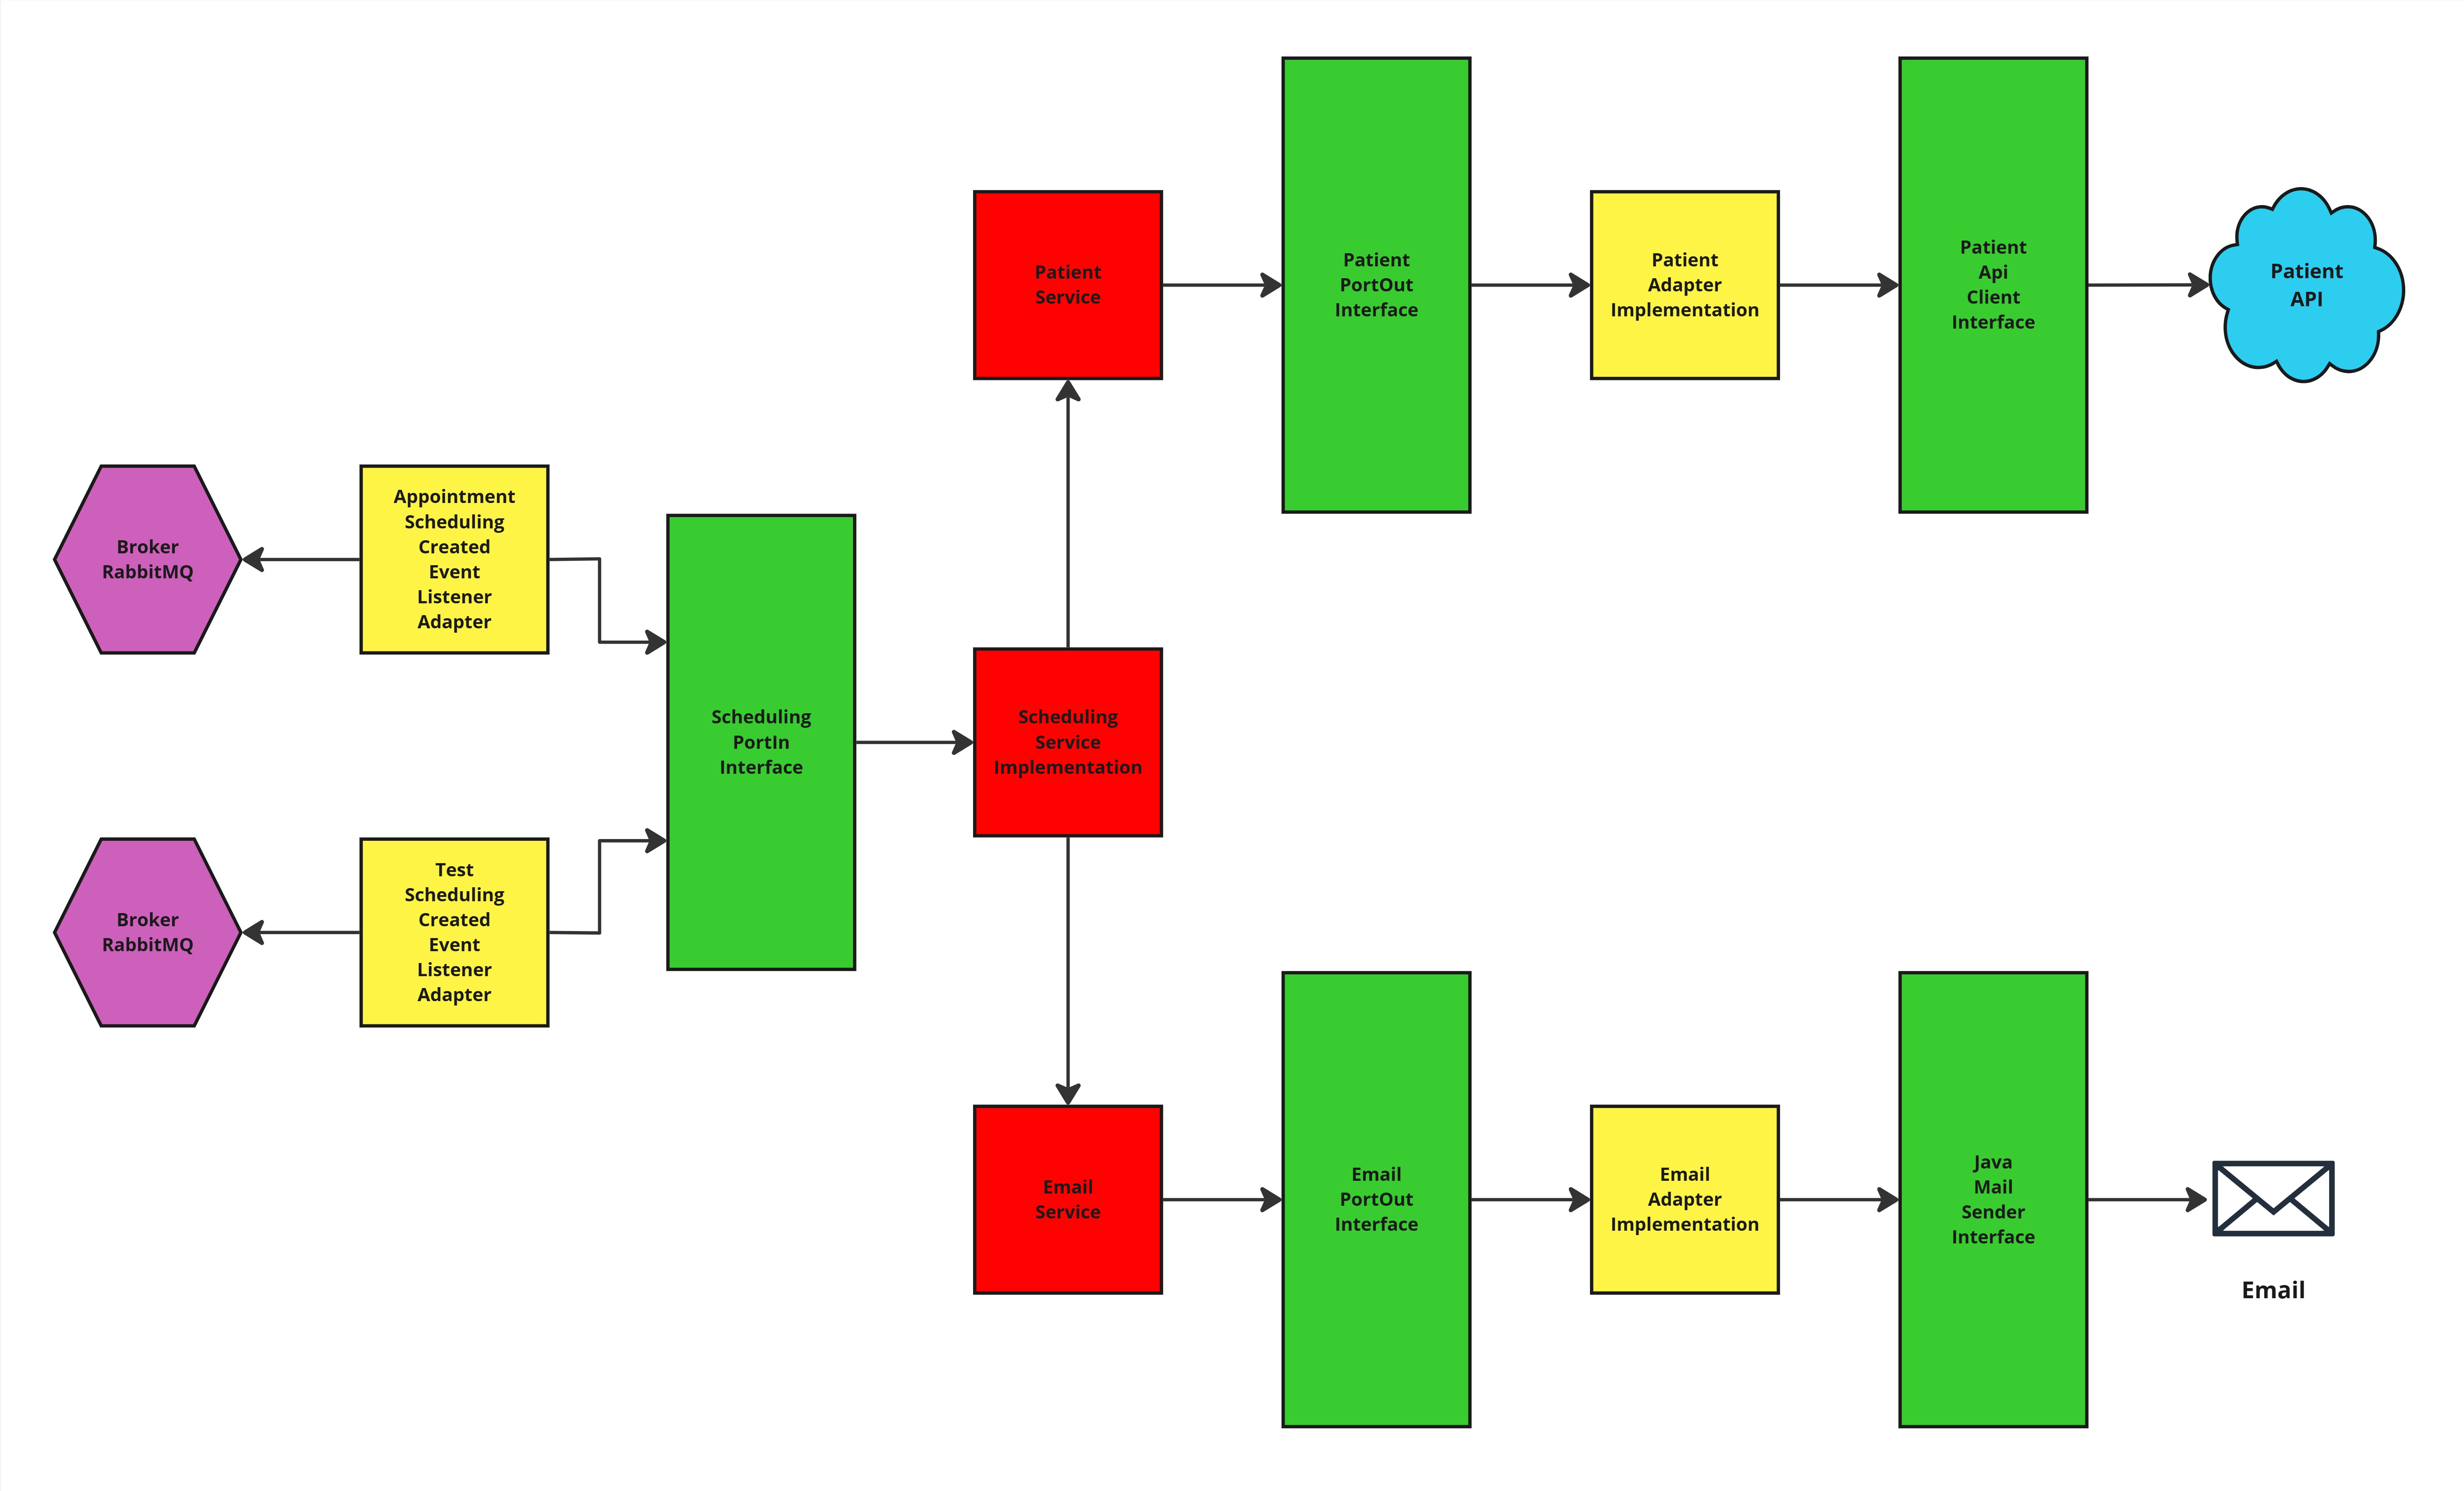 Patient
Service
Patient
PortOut
Interface
Patient
Adapter
Implementation
Patient
Api
Client
Interface
Patient
API
Broker
RabbitMQ
Appointment
Scheduling
Created
Event
Listener
Adapter
Scheduling
PortIn
Interface
Scheduling
Service
Implementation
Broker
RabbitMQ
Test
Scheduling
Created
Event
Listener
Adapter
Email
Service
Email
PortOut
Interface
Email
Adapter
Implementation
Java
Mail
Sender
Interface
Email